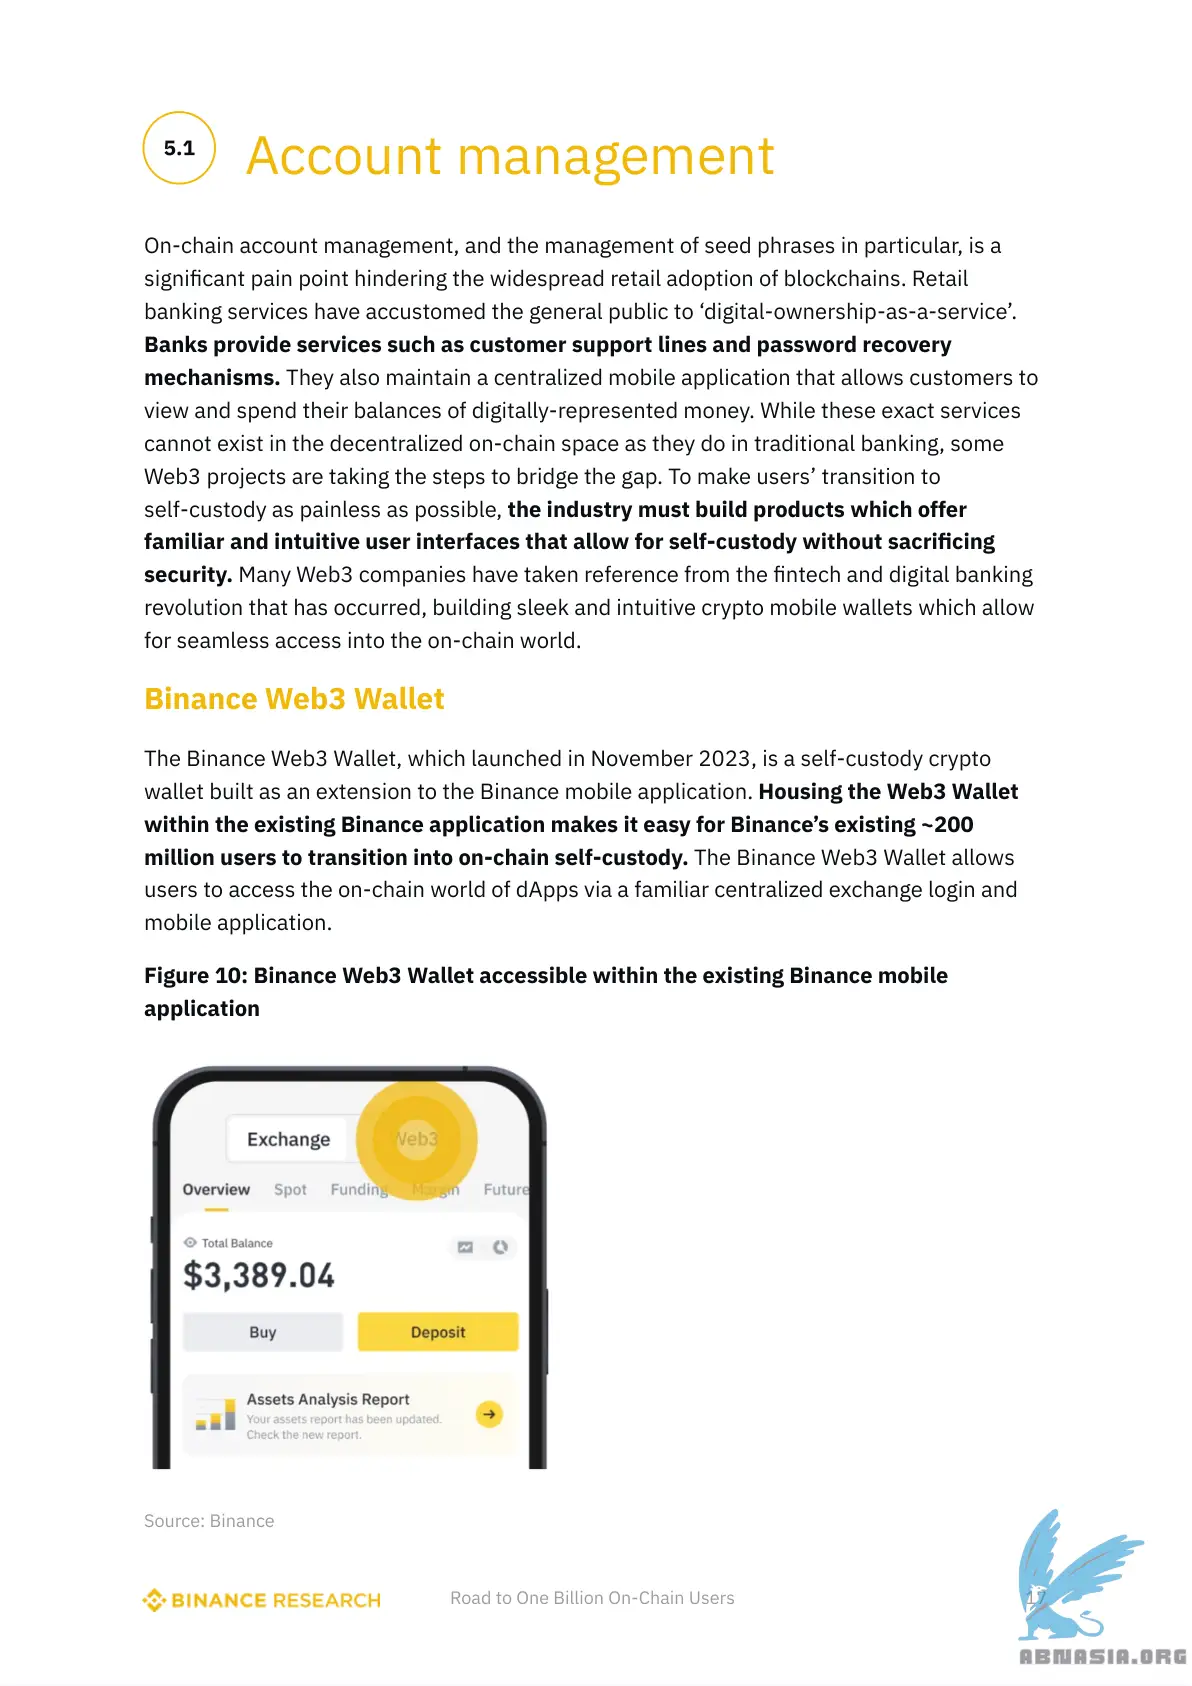 5.1
Account management
On-chain account management, and the management of seed phrases in particular, is a
significant pain point hindering the widespread retail adoption of blockchains. Retail
banking services have accustomed the general public to ‘digital-ownership-as-a-service’.
Banks provide services such as customer support lines and password recovery
mechanisms. They also maintain a centralized mobile application that allows customers to
view and spend their balances of digitally-represented money. While these exact services
cannot exist in the decentralized on-chain space as they do in traditional banking, some
Web3 projects are taking the steps to bridge the gap. To make users’ transition to
self-custody as painless as possible, the industry must build products which offer
familiar and intuitive user interfaces that allow for self-custody without sacrificing
security. Many Web3 companies have taken reference from the fintech and digital banking
revolution that has occurred, building sleek and intuitive crypto mobile wallets which allow
for seamless access into the on-chain world.
Binance Web3 Wallet
The Binance Web3 Wallet, which launched in November 2023, is a self-custody crypto
wallet built as an extension to the Binance mobile application. Housing the Web3 Wallet
within the existing Binance application makes it easy for Binance’s existing ~200
million users to transition into on-chain self-custody. The Binance Web3 Wallet allows
users to access the on-chain world of dApps via a familiar centralized exchange login and
mobile application.
Figure 10: Binance Web3 Wallet accessible within the existing Binance mobile
application
Exchange Web3
Overview Spot Funding Margin Future
Total Balance
$3,389.04
Buy Deposit
Assets Analysis Report
Your assets report has been updated.
Check the new report.
Source: Binance
BINANCE RESEARCH Road to One Billion On-Chain Users 17
ABNASIA.ORG